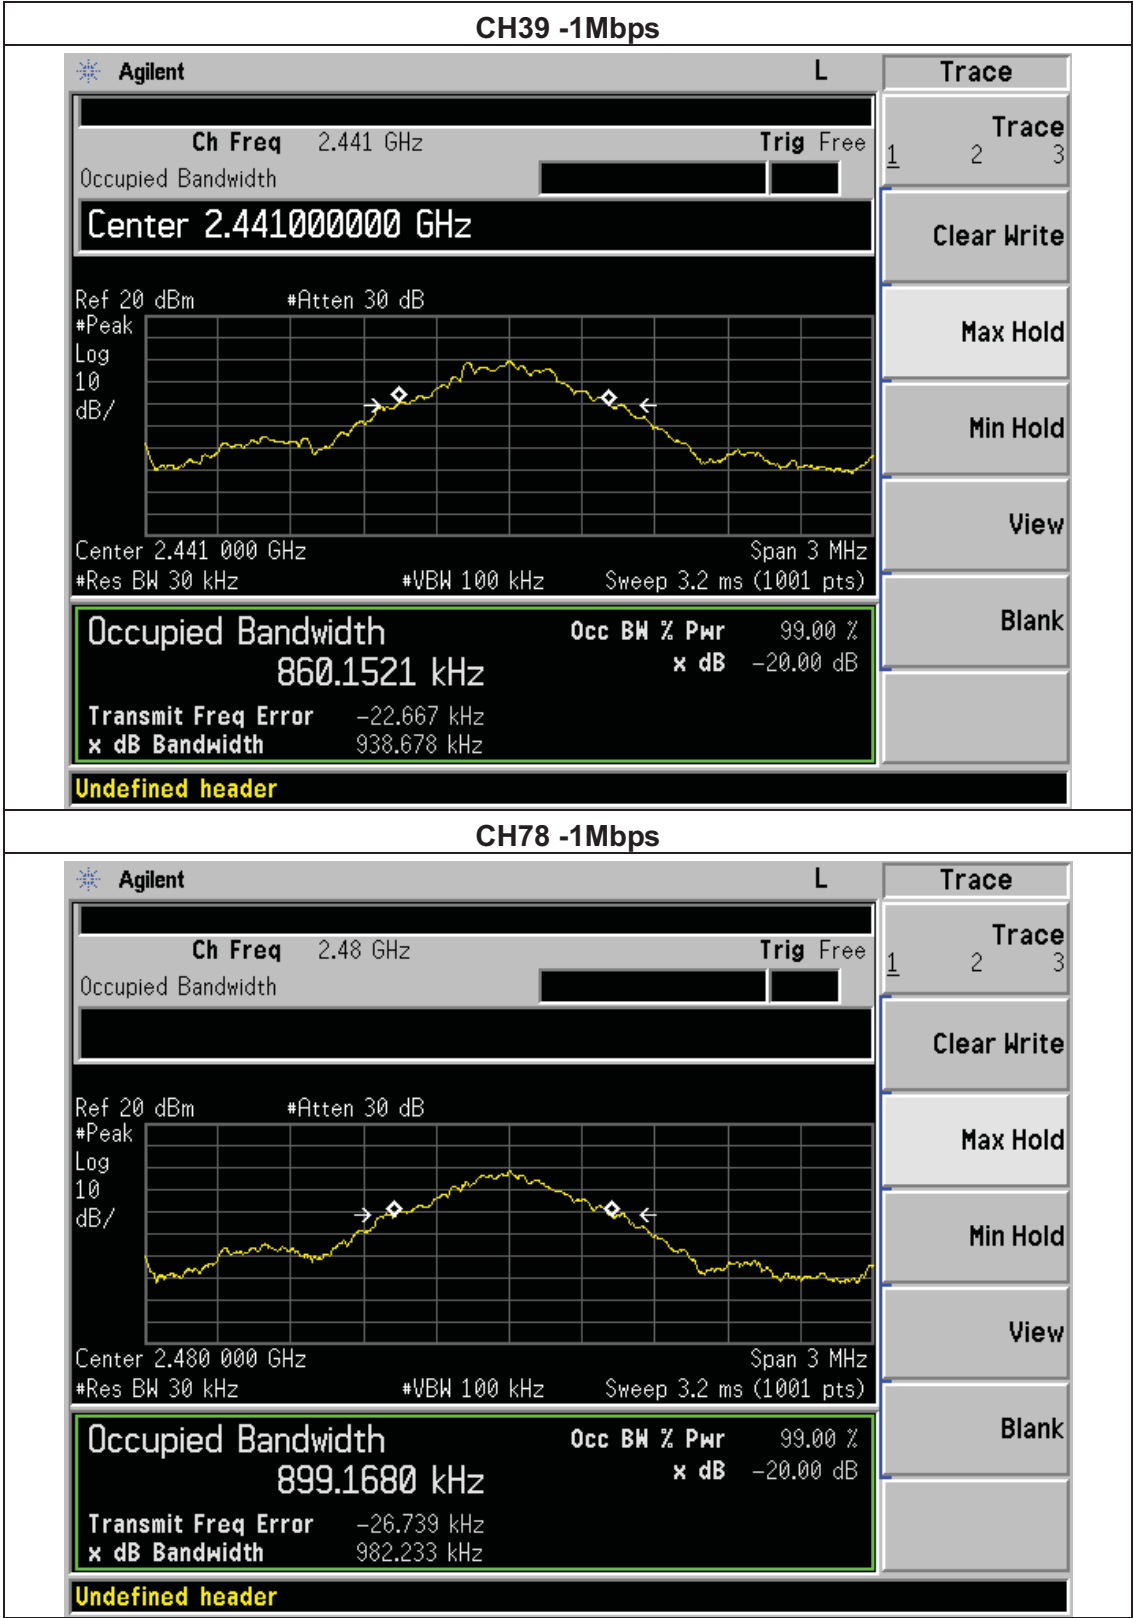 CH39 -1Mbps
Agilent L Trace
Ch Freq 2.441 GHz Trig Free
Occupied Bandwidth
Center 2.441000000 GHz
Ref 20 dBm #Atten 30 dB
#Peak
Log
10
dB/
Center 2.441 000 GHz Span 3 MHz
#Res BW 30 kHz #VBW 100 kHz Sweep 3.2 ms (1001 pts)
Occupied Bandwidth Occ BW % Pwr 99.00 %
860.1521 kHz x dB -20.00 dB
Transmit Freq Error -22.667 kHz
x dB Bandwidth 938.678 kHz
Undefined header
Trace
1 2 3
Clear Write
Max Hold
Min Hold
View
Blank
CH78 -1Mbps
Agilent L Trace
Ch Freq 2.48 GHz Trig Free
Occupied Bandwidth
Ref 20 dBm #Atten 30 dB
#Peak
Log
10
dB/
Center 2.480 000 GHz Span 3 MHz
#Res BW 30 kHz #VBW 100 kHz Sweep 3.2 ms (1001 pts)
Occupied Bandwidth Occ BW % Pwr 99.00 %
899.1680 kHz x dB -20.00 dB
Transmit Freq Error -26.739 kHz
x dB Bandwidth 982.233 kHz
Undefined header
Trace
1 2 3
Clear Write
Max Hold
Min Hold
View
Blank